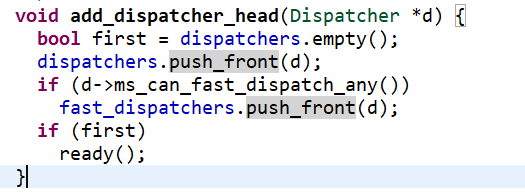 void add_dispatcher_head(Dispatcher *d) {
  bool first = dispatchers.empty();
  dispatchers.push_front(d);
  if (d->ms_can_fast_dispatch_any())
    fast_dispatchers.push_front(d);
  if (first)
    ready();
}